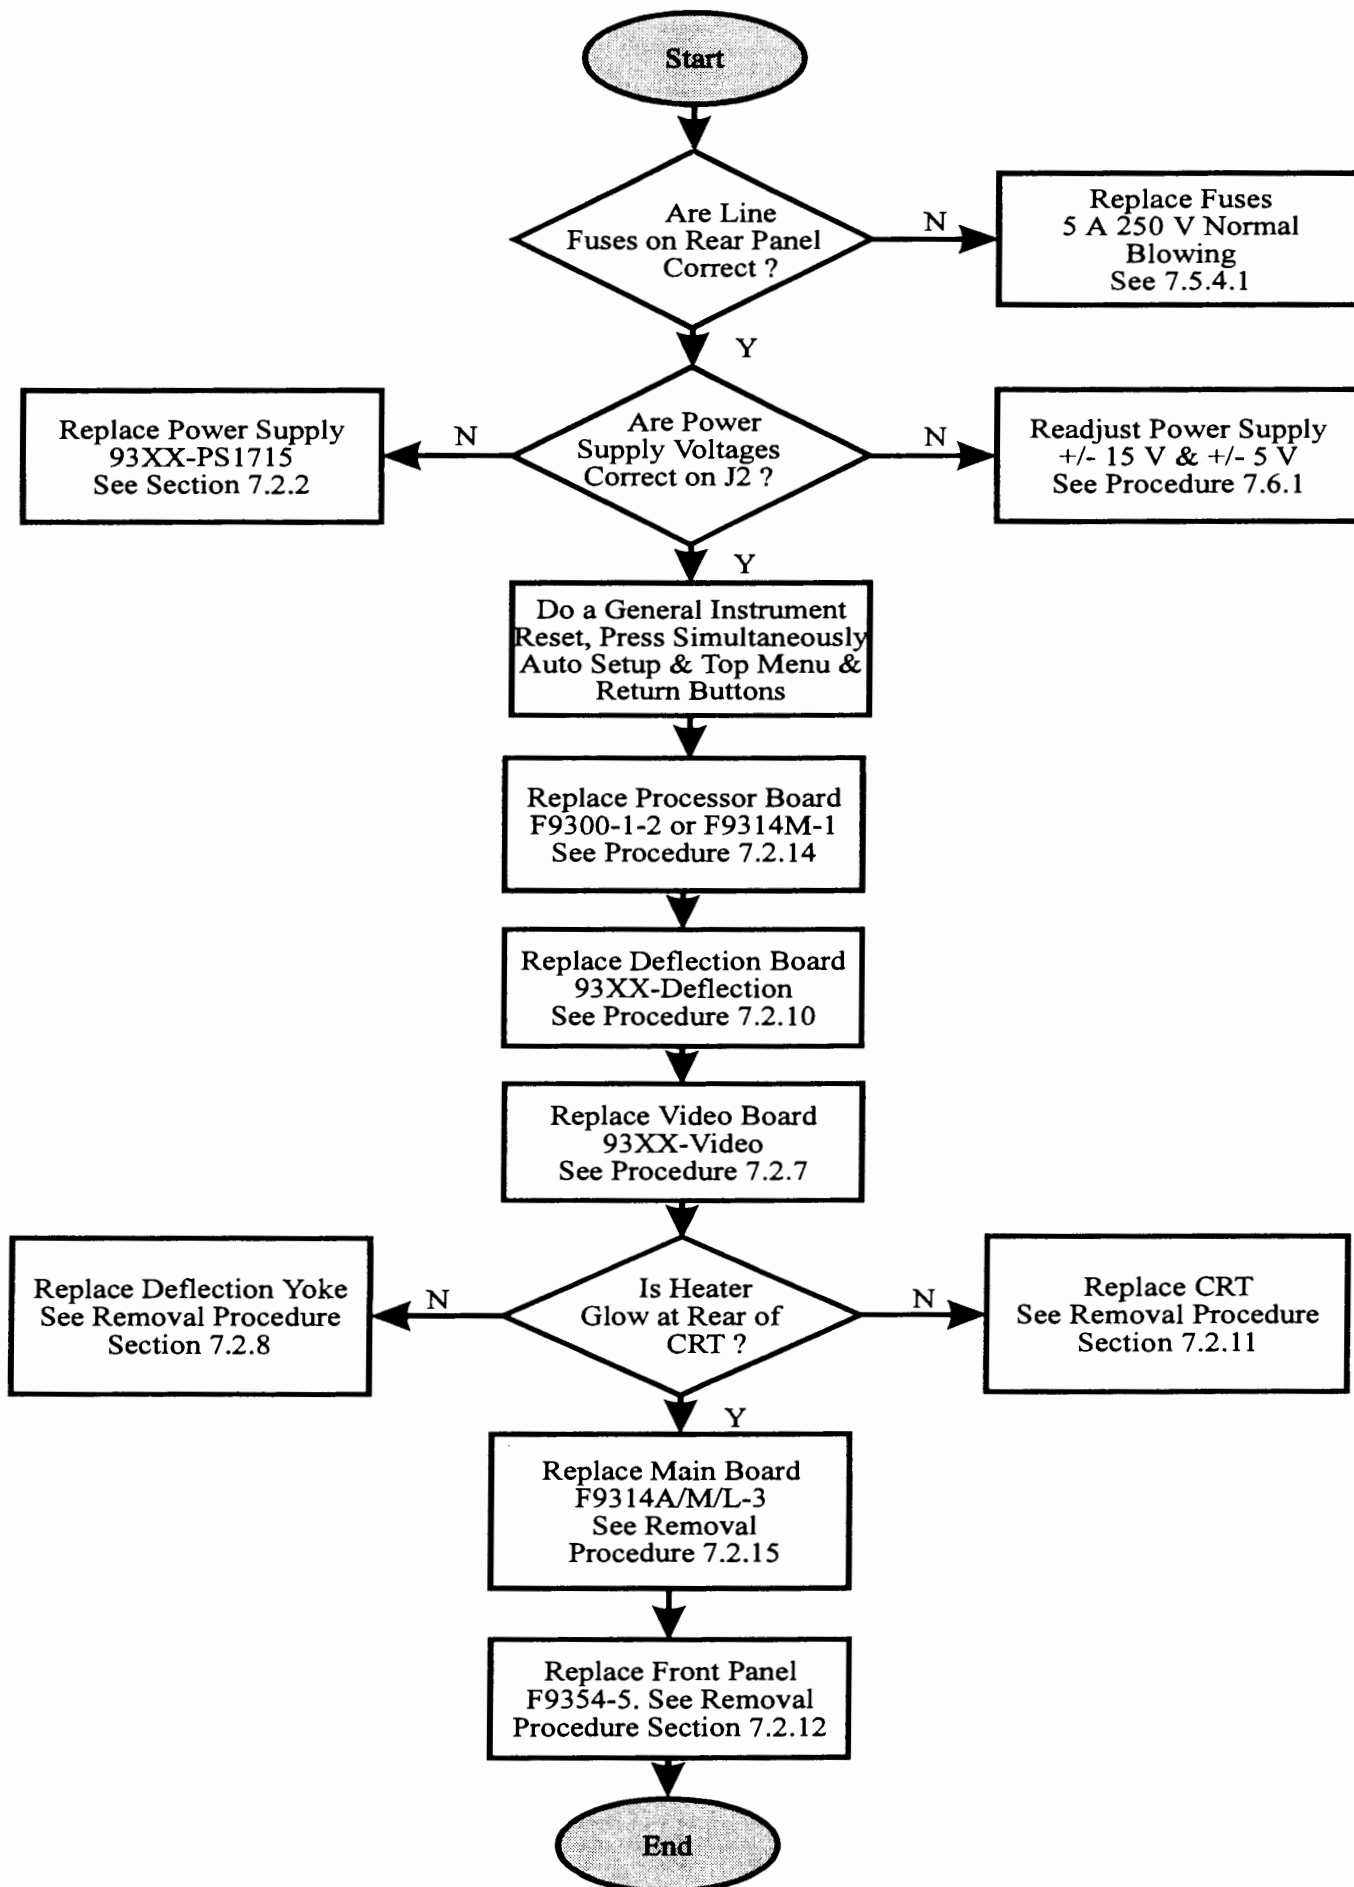 Start
Are Line
Fuses on Rear Panel
Correct ?
N
Replace Fuses
5 A 250 V Normal
Blowing
See 7.5.4.1
Y
Replace Power Supply
93XX-PS1715
See Section 7.2.2
N
Are Power
Supply Voltages
Correct on J2 ?
N
Readjust Power Supply
+/- 15 V & +/- 5 V
See Procedure 7.6.1
Y
Do a General Instrument
Reset, Press Simultaneously
Auto Setup & Top Menu &
Return Buttons
Replace Processor Board
F9300-1-2 or F9314M-1
See Procedure 7.2.14
Replace Deflection Board
93XX-Deflection
See Procedure 7.2.10
Replace Video Board
93XX-Video
See Procedure 7.2.7
Replace Deflection Yoke
See Removal Procedure
Section 7.2.8
N
Is Heater
Glow at Rear of
CRT ?
N
Replace CRT
See Removal Procedure
Section 7.2.11
Y
Replace Main Board
F9314A/M/L-3
See Removal
Procedure 7.2.15
Replace Front Panel
F9354-5. See Removal
Procedure Section 7.2.12
End